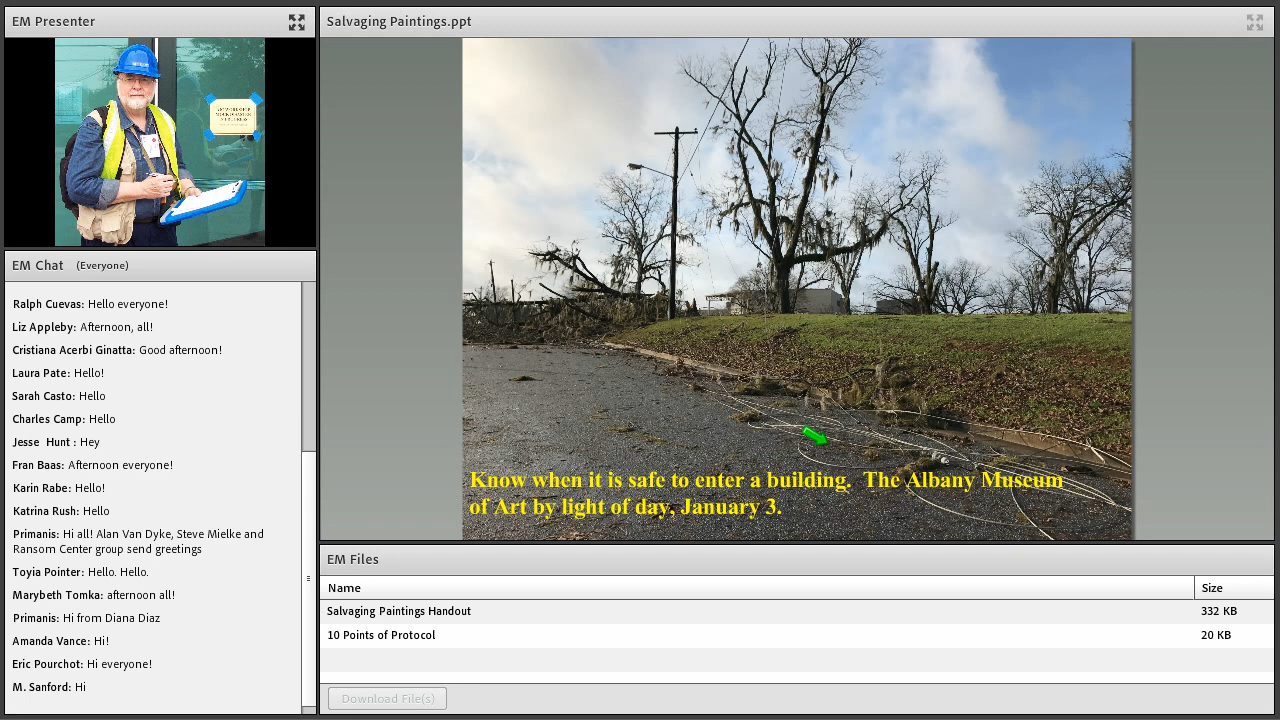 EM Presenter
EM Chat (Everyone)
Ralph Cuevas: Hello everyone!
Liz Appleby: Afternoon, all!
Cristiana Acerbi Ginatta: Good afternoon!
Laura Pate: Hello!
Sarah Casto: Hello
Charles Camp: Hello
Jesse Hunt : Hey
Fran Baas: Afternoon everyone!
Karin Rabe: Hello!
Katrina Rush: Hello
Primanis: Hi all! Alan Van Dyke, Steve Mielke and
Ransom Center group send greetings
Toyia Pointer: Hello. Hello.
Marybeth Tomka: afternoon all!
Primanis: Hi from Diana Diaz
Amanda Vance: Hi!
Eric Pourchot: Hi everyone!
M. Sanford: Hi
Salvaging Paintings.ppt
Know when it is safe to enter a building. The Albany Museum
of Art by light of day, January 3.
EM Files
Name Size
Salvaging Paintings Handout 332 KB
10 Points of Protocol 20 KB
Download File(s)